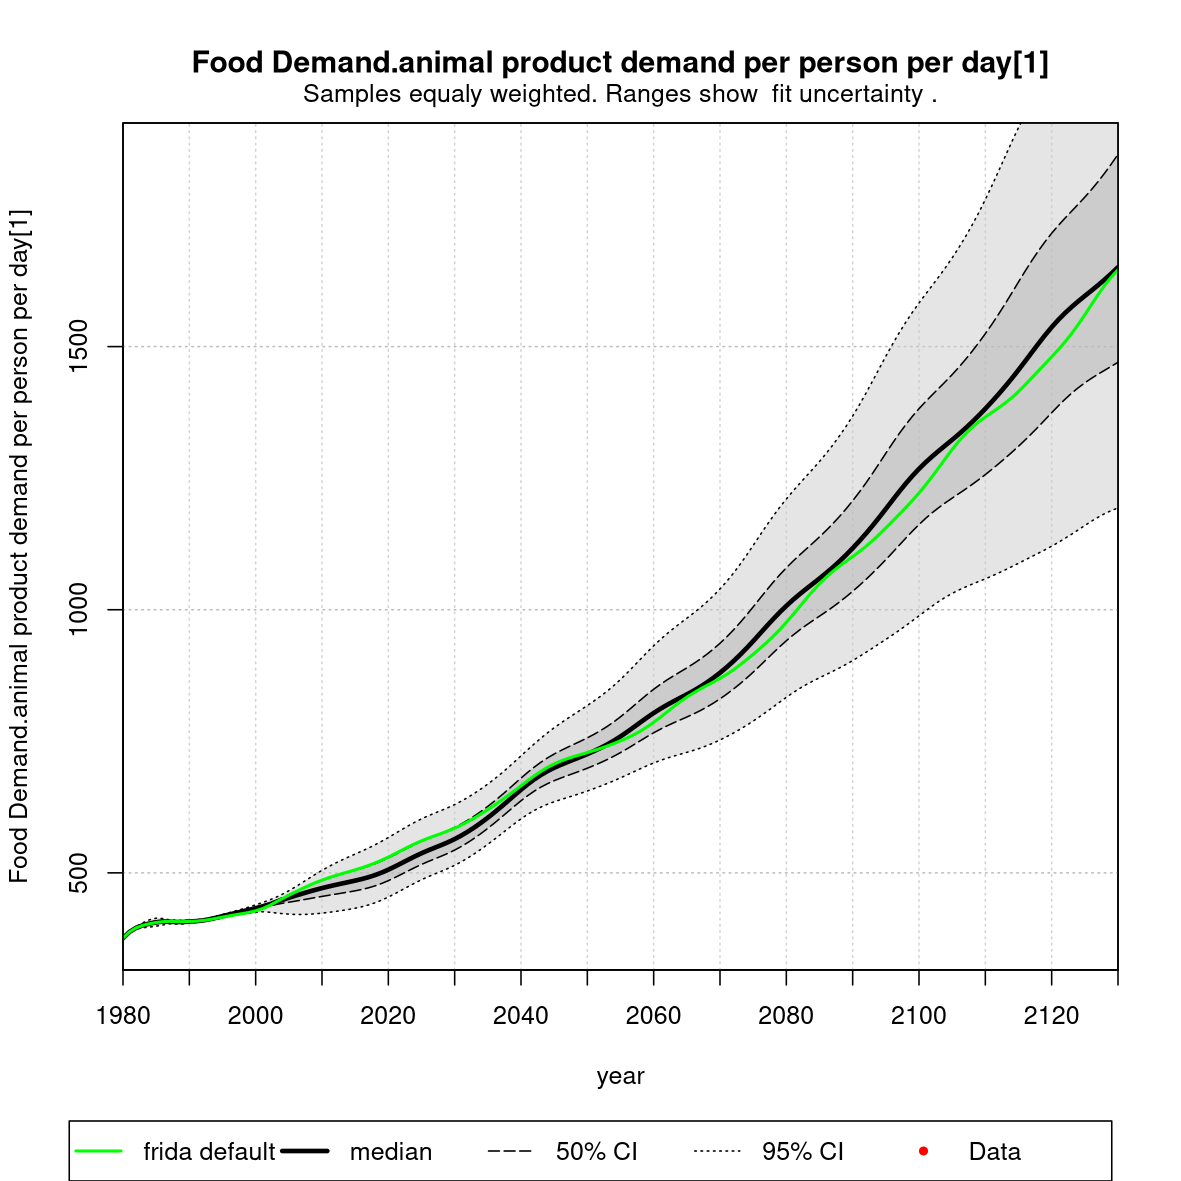 Food Demand.animal product demand per person per day[1]
Samples equaly weighted. Ranges show  fit uncertainty .
Food Demand.animal product demand per person per day[1]
1500
1000
500
1980 2000 2020 2040 2060 2080 2100 2120
year
frida default median 50% CI 95% CI Data